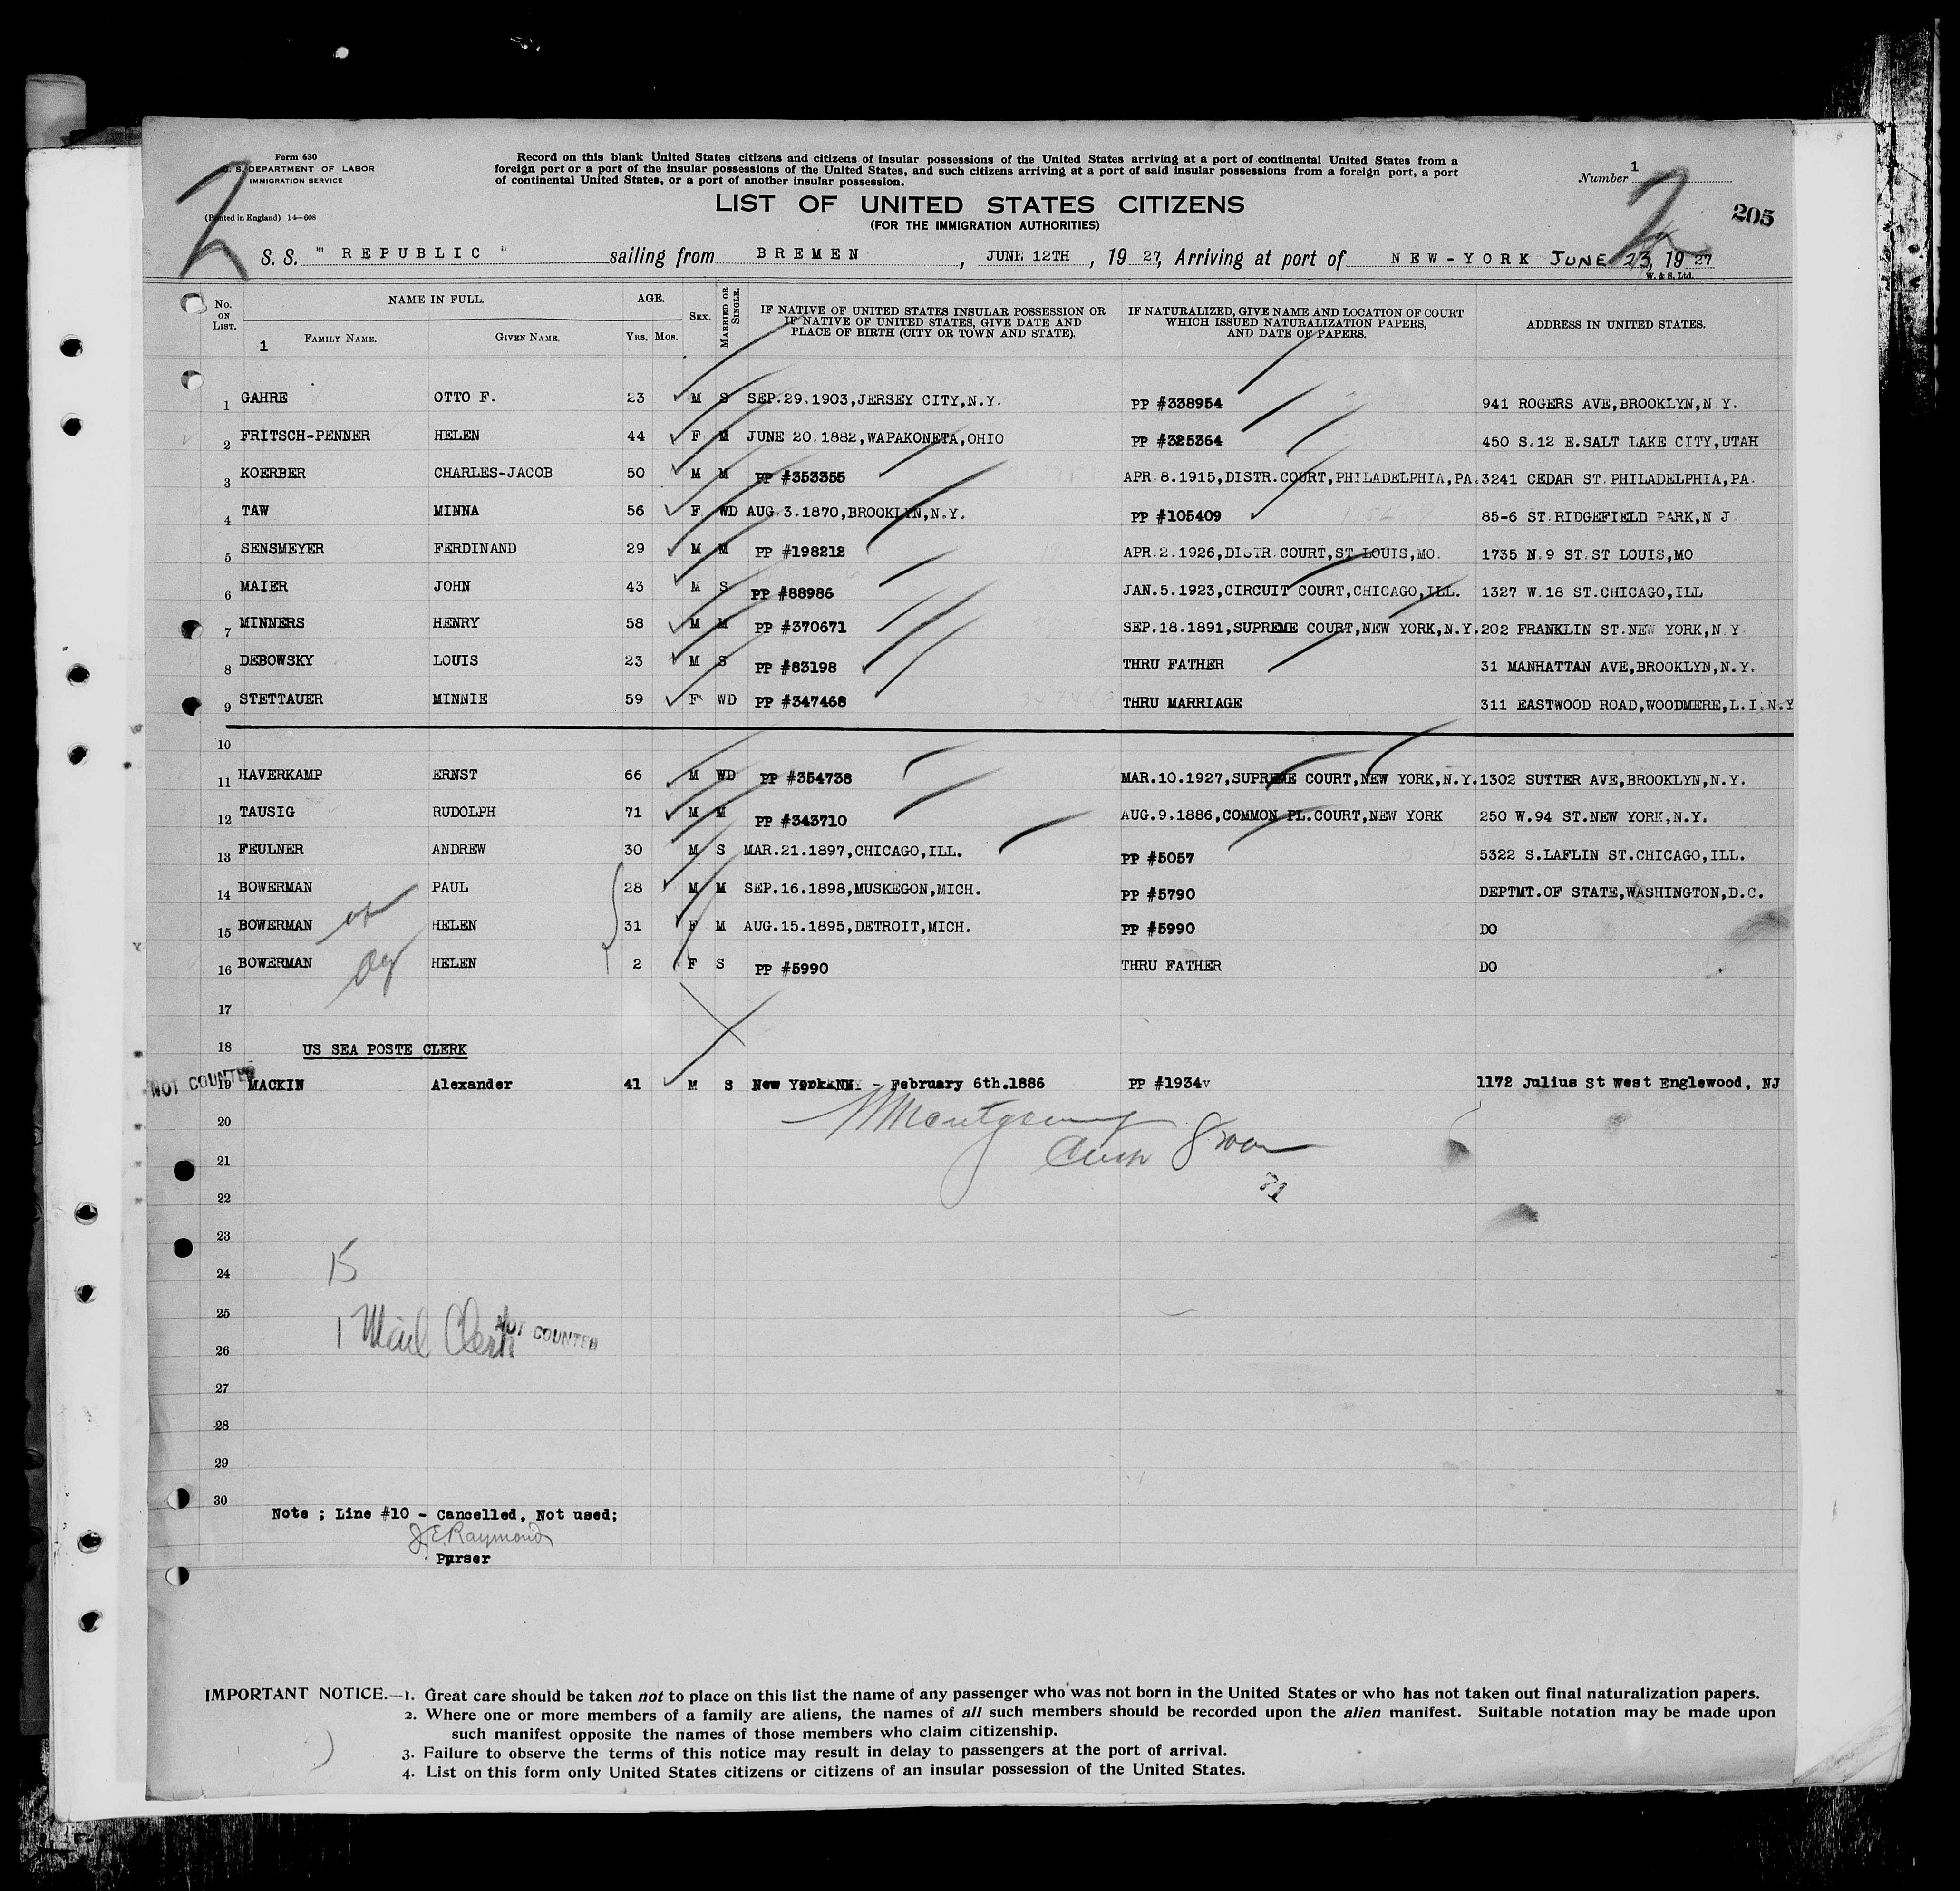 Form 630
U. S. DEPARTMENT OF LABOR
IMMIGRATION SERVICE
(Printed in England) 14—608
Record on this blank United States citizens and citizens of insular possessions of the United States arriving at a port of continental United States from a
foreign port or a port of the insular possessions of the United States, and such citizens arriving at a port of said insular possessions from a foreign port, a port
of continental United States, or a port of another insular possession.
Number 1
2 2
205
LIST OF UNITED STATES CITIZENS
(FOR THE IMMIGRATION AUTHORITIES)
S. S. "REPUBLIC" sailing from BREMEN, JUNE 12TH, 1927, Arriving at port of NEW-YORK JUNE 23, 1927
W. & S. Ltd.
No. ON LIST. NAME IN FULL. AGE. SEX. MARRIED OR SINGLE. IF NATIVE OF UNITED STATES INSULAR POSSESSION OR IF NATIVE OF UNITED STATES, GIVE DATE AND PLACE OF BIRTH (CITY OR TOWN AND STATE). IF NATURALIZED, GIVE NAME AND LOCATION OF COURT WHICH ISSUED NATURALIZATION PAPERS, AND DATE OF PAPERS. ADDRESS IN UNITED STATES.
1 FAMILY NAME. GIVEN NAME. YRS. MOS.
1 GAHRE OTTO F. 23 M S SEP.29.1903,JERSEY CITY,N.Y. PP #338954 941 ROGERS AVE,BROOKLYN,N.Y.
2 FRITSCH-PENNER HELEN 44 F M JUNE 20.1882,WAPAKONETA,OHIO PP #325364 450 S.12 E.SALT LAKE CITY,UTAH
3 KOERBER CHARLES-JACOB 50 M M PP #353355 APR.8.1915,DISTR.COURT,PHILADELPHIA,PA. 3241 CEDAR ST.PHILADELPHIA,PA.
4 TAW MINNA 56 F WD AUG.3.1870,BROOKLYN,N.Y. PP #105409 85-6 ST.RIDGEFIELD PARK,N J
5 SENSMEYER FERDINAND 29 M M PP #198212 APR.2.1926,DISTR.COURT,ST.LOUIS,MO. 1735 N.9 ST.ST LOUIS,MO
6 MAIER JOHN 43 M S PP #88986 JAN.5.1923,CIRCUIT COURT,CHICAGO,ILL. 1327 W.18 ST.CHICAGO,ILL
7 MINNERS HENRY 58 M M PP #370671 SEP.18.1891,SUPREME COURT,NEW YORK,N.Y. 202 FRANKLIN ST.NEW YORK,N.Y
8 DEBOWSKY LOUIS 23 M S PP #83198 THRU FATHER 31 MANHATTAN AVE,BROOKLYN,N.Y.
9 STETTAUER MINNIE 59 F WD PP #347468 THRU MARRIAGE 311 EASTWOOD ROAD,WOODMERE,L.I.N.Y
10
11 HAVERKAMP ERNST 66 M WD PP #354738 MAR.10.1927,SUPREME COURT,NEW YORK,N.Y. 1302 SUTTER AVE,BROOKLYN,N.Y.
12 TAUSIG RUDOLPH 71 M M PP #343710 AUG.9.1886,COMMON PL.COURT,NEW YORK 250 W.94 ST.NEW YORK,N.Y.
13 FEULNER ANDREW 30 M S MAR.21.1897,CHICAGO,ILL. PP #5057 5322 S.LAFLIN ST.CHICAGO,ILL.
14 BOWERMAN PAUL 28 M M SEP.16.1898,MUSKEGON,MICH. PP #5790 DEPTMT.OF STATE,WASHINGTON,D.C.
15 BOWERMAN HELEN 31 F M AUG.15.1895,DETROIT,MICH. PP #5990 DO
16 BOWERMAN HELEN 2 F S PP #5990 THRU FATHER DO
17
18 US SEA POSTE CLERK
NOT COUNTED
19 MACKIN Alexander 41 M S New York - February 6th.1886 PP #1934v 1172 Julius St West Englewood, NJ
20
21
22
23
24 15
25
26 1 Mail Clerk NOT COUNTED
27
28
29
30
Note ; Line #10 - Cancelled, Not used;
J.E.Raymond
Purser
IMPORTANT NOTICE.—1. Great care should be taken not to place on this list the name of any passenger who was not born in the United States or who has not taken out final naturalization papers.
2. Where one or more members of a family are aliens, the names of all such members should be recorded upon the alien manifest. Suitable notation may be made upon
such manifest opposite the names of those members who claim citizenship.
3. Failure to observe the terms of this notice may result in delay to passengers at the port of arrival.
4. List on this form only United States citizens or citizens of an insular possession of the United States.